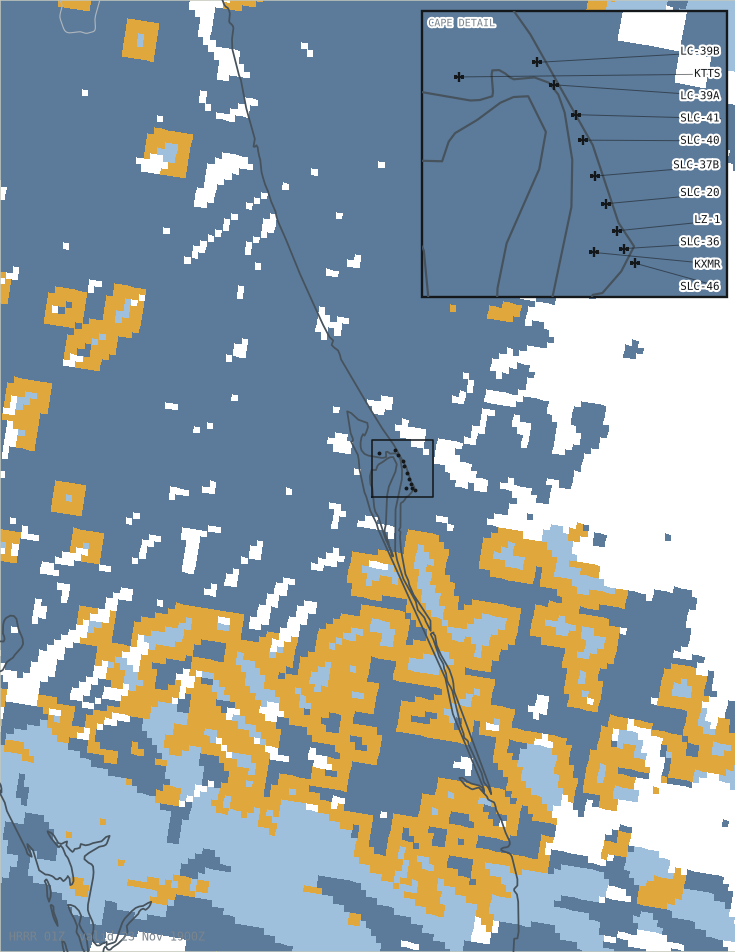 CAPE DETAIL
LC-39B
KTTS
LC-39A
SLC-41
SLC-40
SLC-37B
SLC-20
LZ-1
SLC-36
KXMR
SLC-46
Nov 1900Z